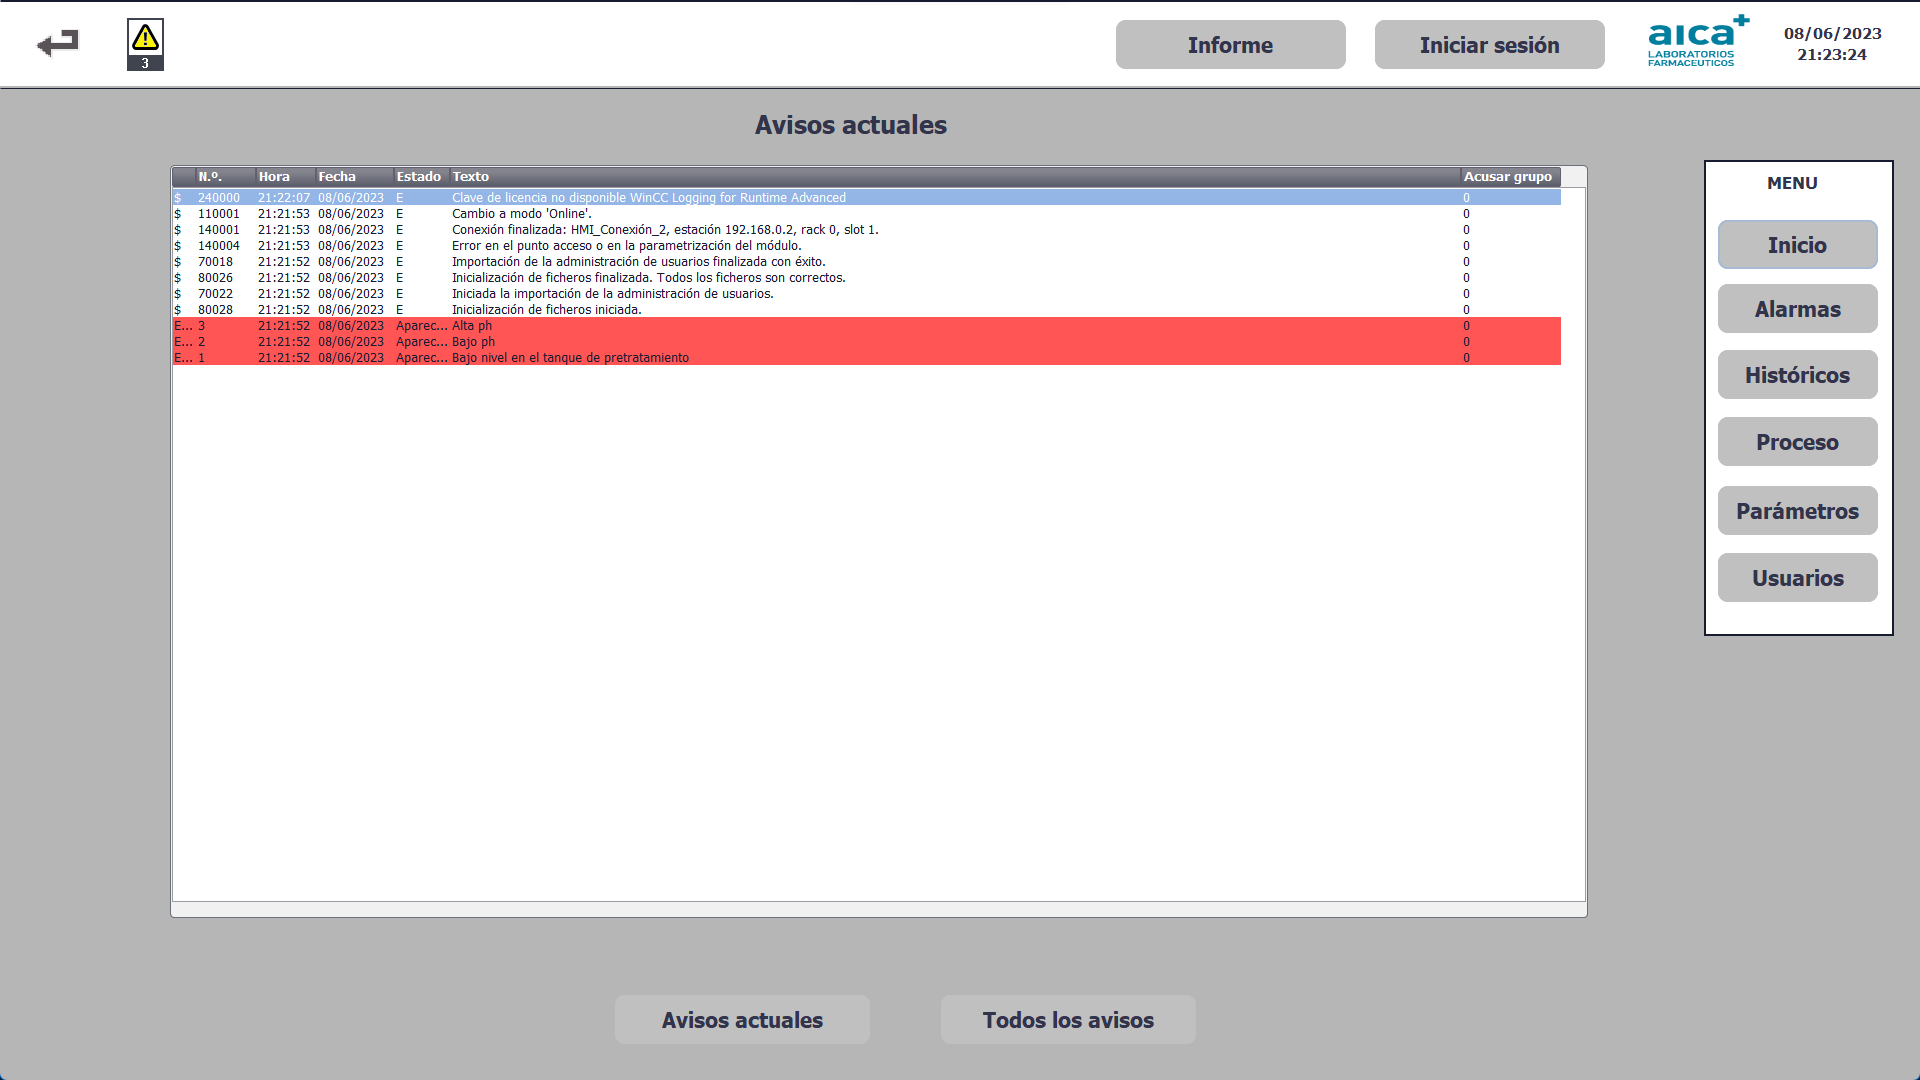 3
Informe
Iniciar sesión
aica+
LABORATORIOS
FARMACEUTICOS
08/06/2023
21:23:24
Avisos actuales
N.º. Hora Fecha Estado Texto Acusar grupo
$ 240000 21:22:07 08/06/2023 E Clave de licencia no disponible WinCC Logging for Runtime Advanced 0
$ 110001 21:21:53 08/06/2023 E Cambio a modo 'Online'. 0
$ 140001 21:21:53 08/06/2023 E Conexión finalizada: HMI_Conexión_2, estación 192.168.0.2, rack 0, slot 1. 0
$ 140004 21:21:53 08/06/2023 E Error en el punto acceso o en la parametrización del módulo. 0
$ 70018 21:21:52 08/06/2023 E Importación de la administración de usuarios finalizada con éxito. 0
$ 80026 21:21:52 08/06/2023 E Inicialización de ficheros finalizada. Todos los ficheros son correctos. 0
$ 70022 21:21:52 08/06/2023 E Iniciada la importación de la administración de usuarios. 0
$ 80028 21:21:52 08/06/2023 E Inicialización de ficheros iniciada. 0
E... 3 21:21:52 08/06/2023 Aparec... Alta ph 0
E... 2 21:21:52 08/06/2023 Aparec... Bajo ph 0
E... 1 21:21:52 08/06/2023 Aparec... Bajo nivel en el tanque de pretratamiento 0
MENU
Inicio
Alarmas
Históricos
Proceso
Parámetros
Usuarios
Avisos actuales
Todos los avisos